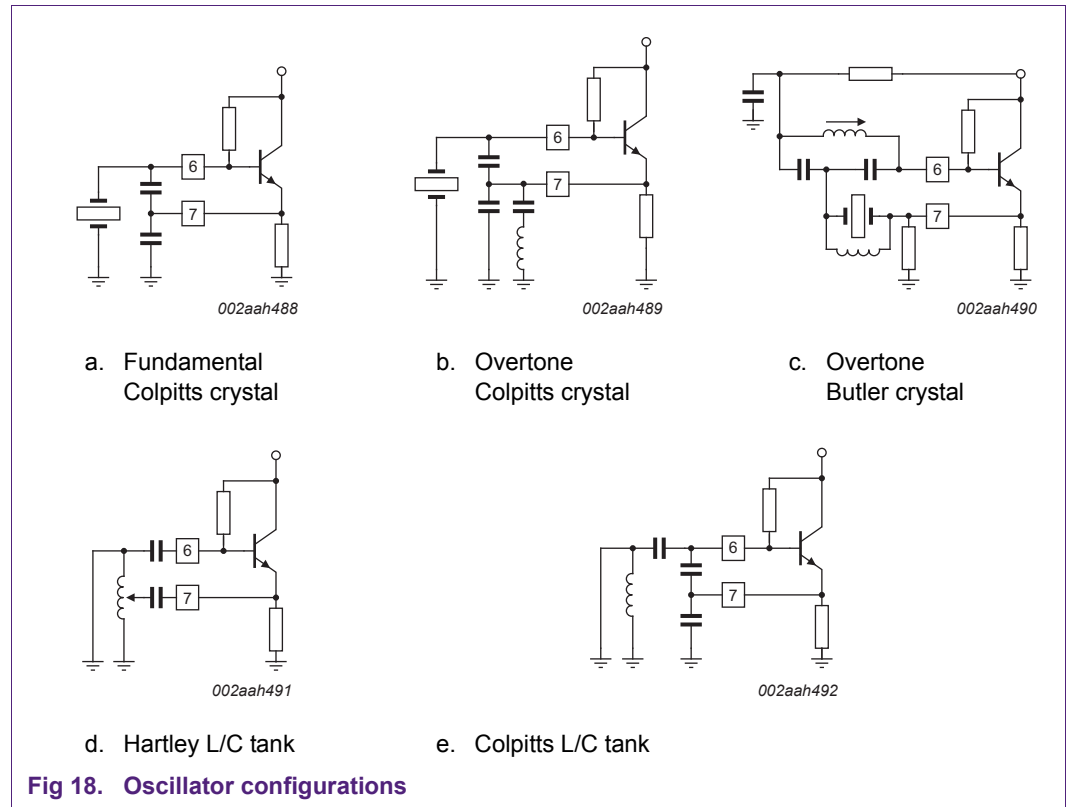 6
7
002aah488
6
7
002aah489
6
7
002aah490
a. Fundamental
Colpitts crystal
b. Overtone
Colpitts crystal
c. Overtone
Butler crystal
6
7
002aah491
6
7
002aah492
d. Hartley L/C tank
e. Colpitts L/C tank
Fig 18. Oscillator configurations